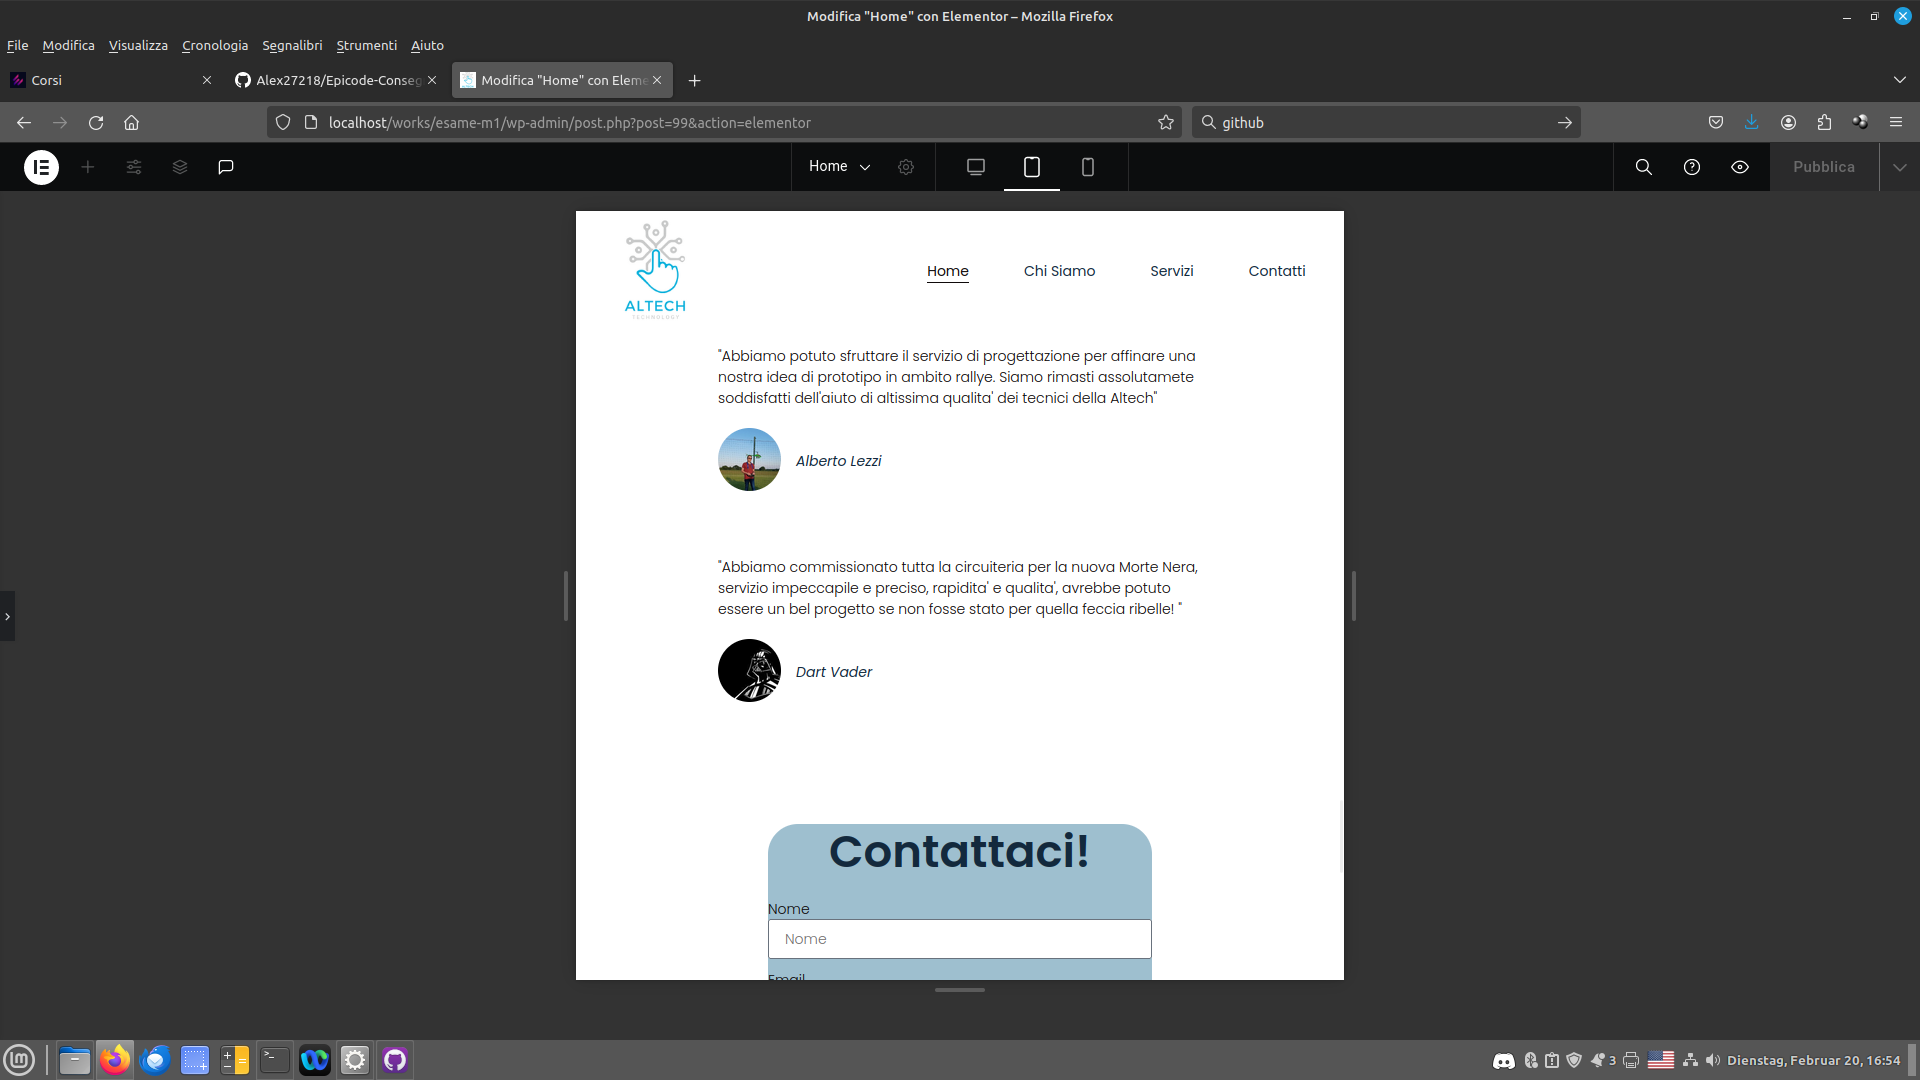 Modifica "Home" con Elementor – Mozilla Firefox
File Modifica Visualizza Cronologia Segnalibri Strumenti Aiuto
Corsi
Alex27218/Epicode-Conseg
Modifica "Home" con Eleme
localhost/works/esame-m1/wp-admin/post.php?post=99&action=elementor
github
Home
Pubblica
ALTECH
TECHNOLOGY
Home Chi Siamo Servizi Contatti
"Abbiamo potuto sfruttare il servizio di progettazione per affinare una
nostra idea di prototipo in ambito rallye. Siamo rimasti assolutamete
soddisfatti dell'aiuto di altissima qualita' dei tecnici della Altech"
Alberto Lezzi
"Abbiamo commissionato tutta la circuiteria per la nuova Morte Nera,
servizio impeccapile e preciso, rapidita' e qualita', avrebbe potuto
essere un bel progetto se non fosse stato per quella feccia ribelle! "
Dart Vader
Contattaci!
Nome
Nome
Email
3
Dienstag, Februar 20, 16:54